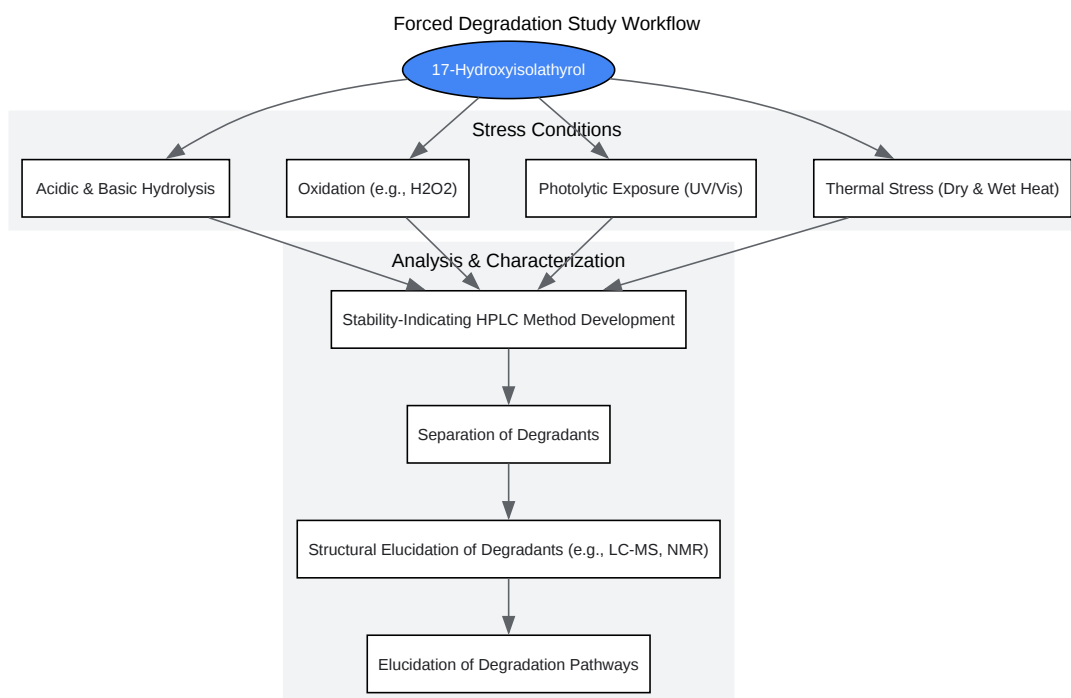 Forced Degradation Study Workflow
17-Hydroxyisolathyrol
Stress Conditions
Acidic & Basic Hydrolysis
Oxidation (e.g., H2O2)
Photolytic Exposure (UV/Vis)
Thermal Stress (Dry & Wet Heat)
Analysis & Characterization
Stability-Indicating HPLC Method Development
Separation of Degradants
Structural Elucidation of Degradants (e.g., LC-MS, NMR)
Elucidation of Degradation Pathways